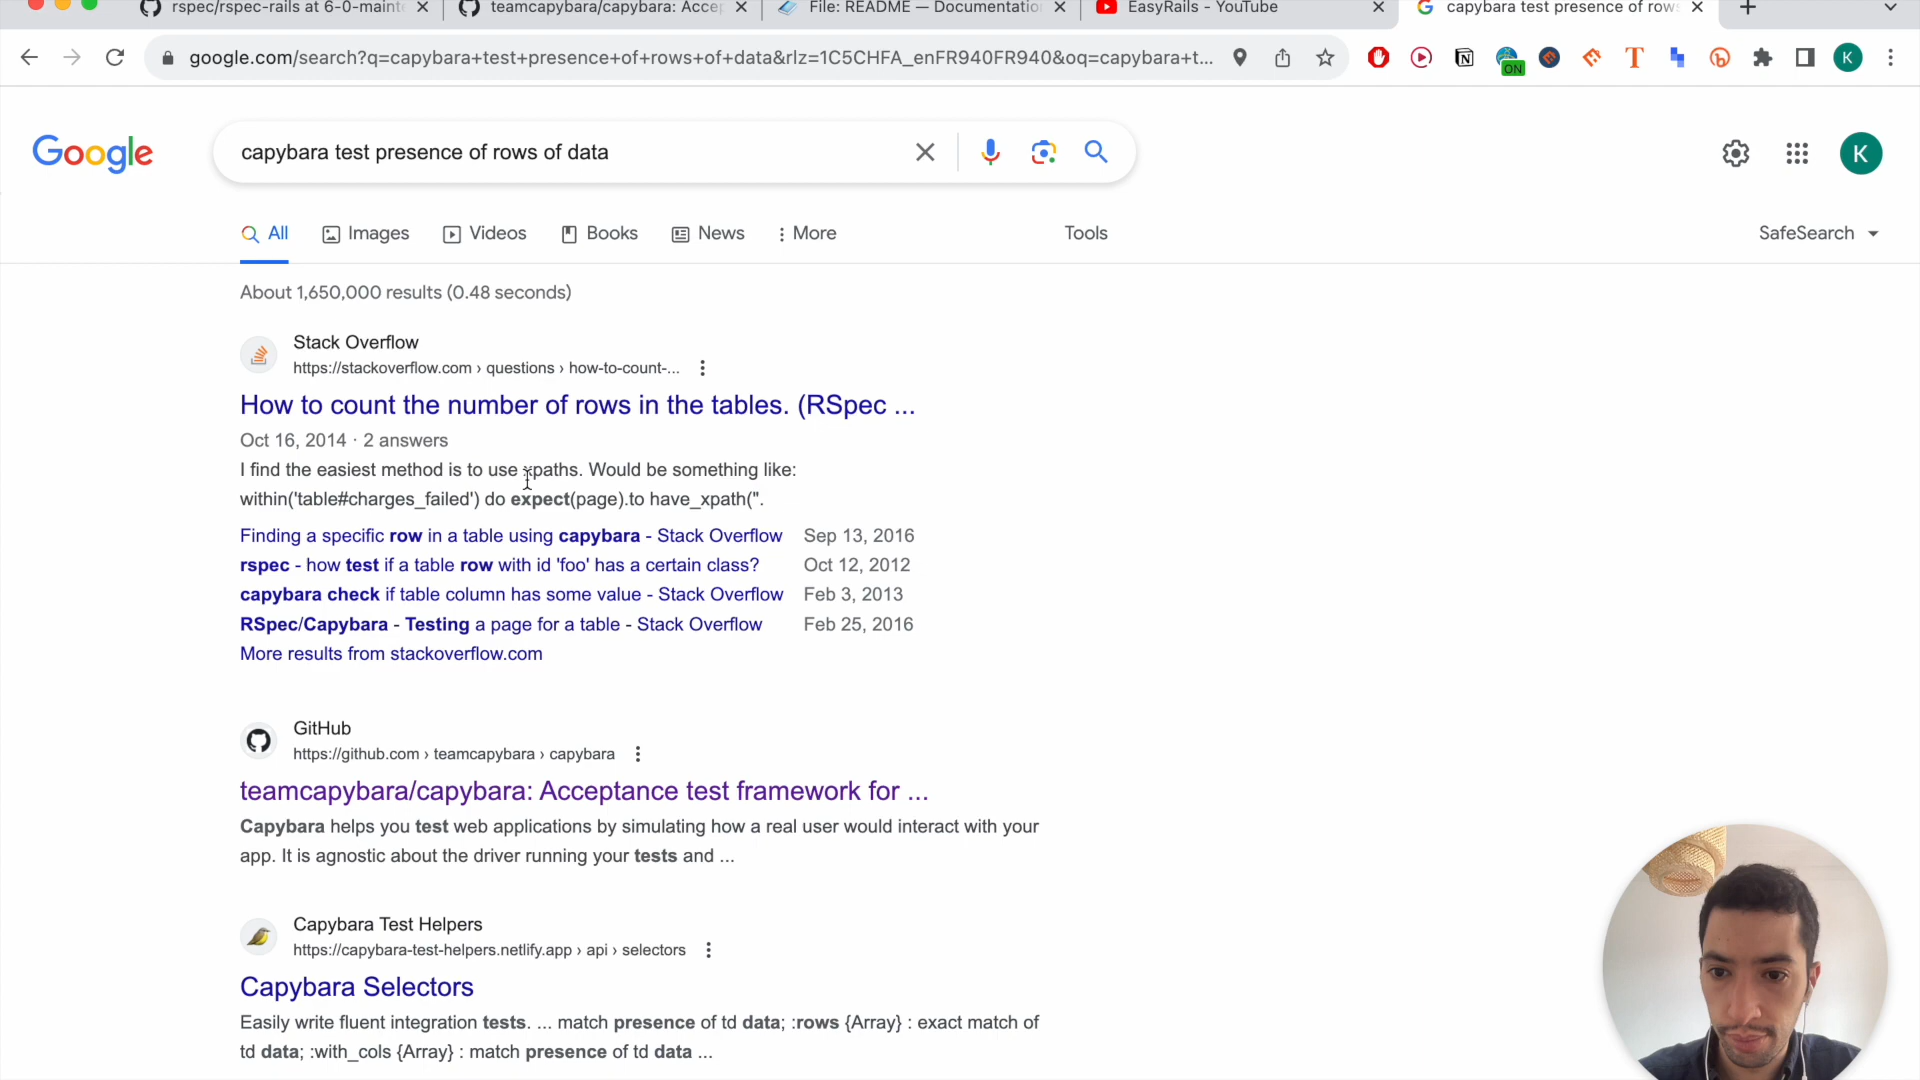 rspec/rspec-rails at 6-0-maint
teamcapybara/capybara: Accep
File: README — Documentatio
EasyRails - YouTube
capybara test presence of rows
google.com/search?q=capybara+test+presence+of+rows+of+data&rlz=1C5CHFA_enFR940FR940&oq=capybara+t...
ON
K
Google
capybara test presence of rows of data
K
All
Images
Videos
Books
News
More
Tools
SafeSearch
About 1,650,000 results (0.48 seconds)
Stack Overflow
https://stackoverflow.com › questions › how-to-count-...
How to count the number of rows in the tables. (RSpec ...
Oct 16, 2014 · 2 answers
I find the easiest method is to use xpaths. Would be something like:
within('table#charges_failed') do expect(page).to have_xpath(".
Finding a specific row in a table using capybara - Stack Overflow Sep 13, 2016
rspec - how test if a table row with id 'foo' has a certain class? Oct 12, 2012
capybara check if table column has some value - Stack Overflow Feb 3, 2013
RSpec/Capybara - Testing a page for a table - Stack Overflow Feb 25, 2016
More results from stackoverflow.com
GitHub
https://github.com › teamcapybara › capybara
teamcapybara/capybara: Acceptance test framework for ...
Capybara helps you test web applications by simulating how a real user would interact with your
app. It is agnostic about the driver running your tests and ...
Capybara Test Helpers
https://capybara-test-helpers.netlify.app › api › selectors
Capybara Selectors
Easily write fluent integration tests. ... match presence of td data; :rows {Array} : exact match of
td data; :with_cols {Array} : match presence of td data ...